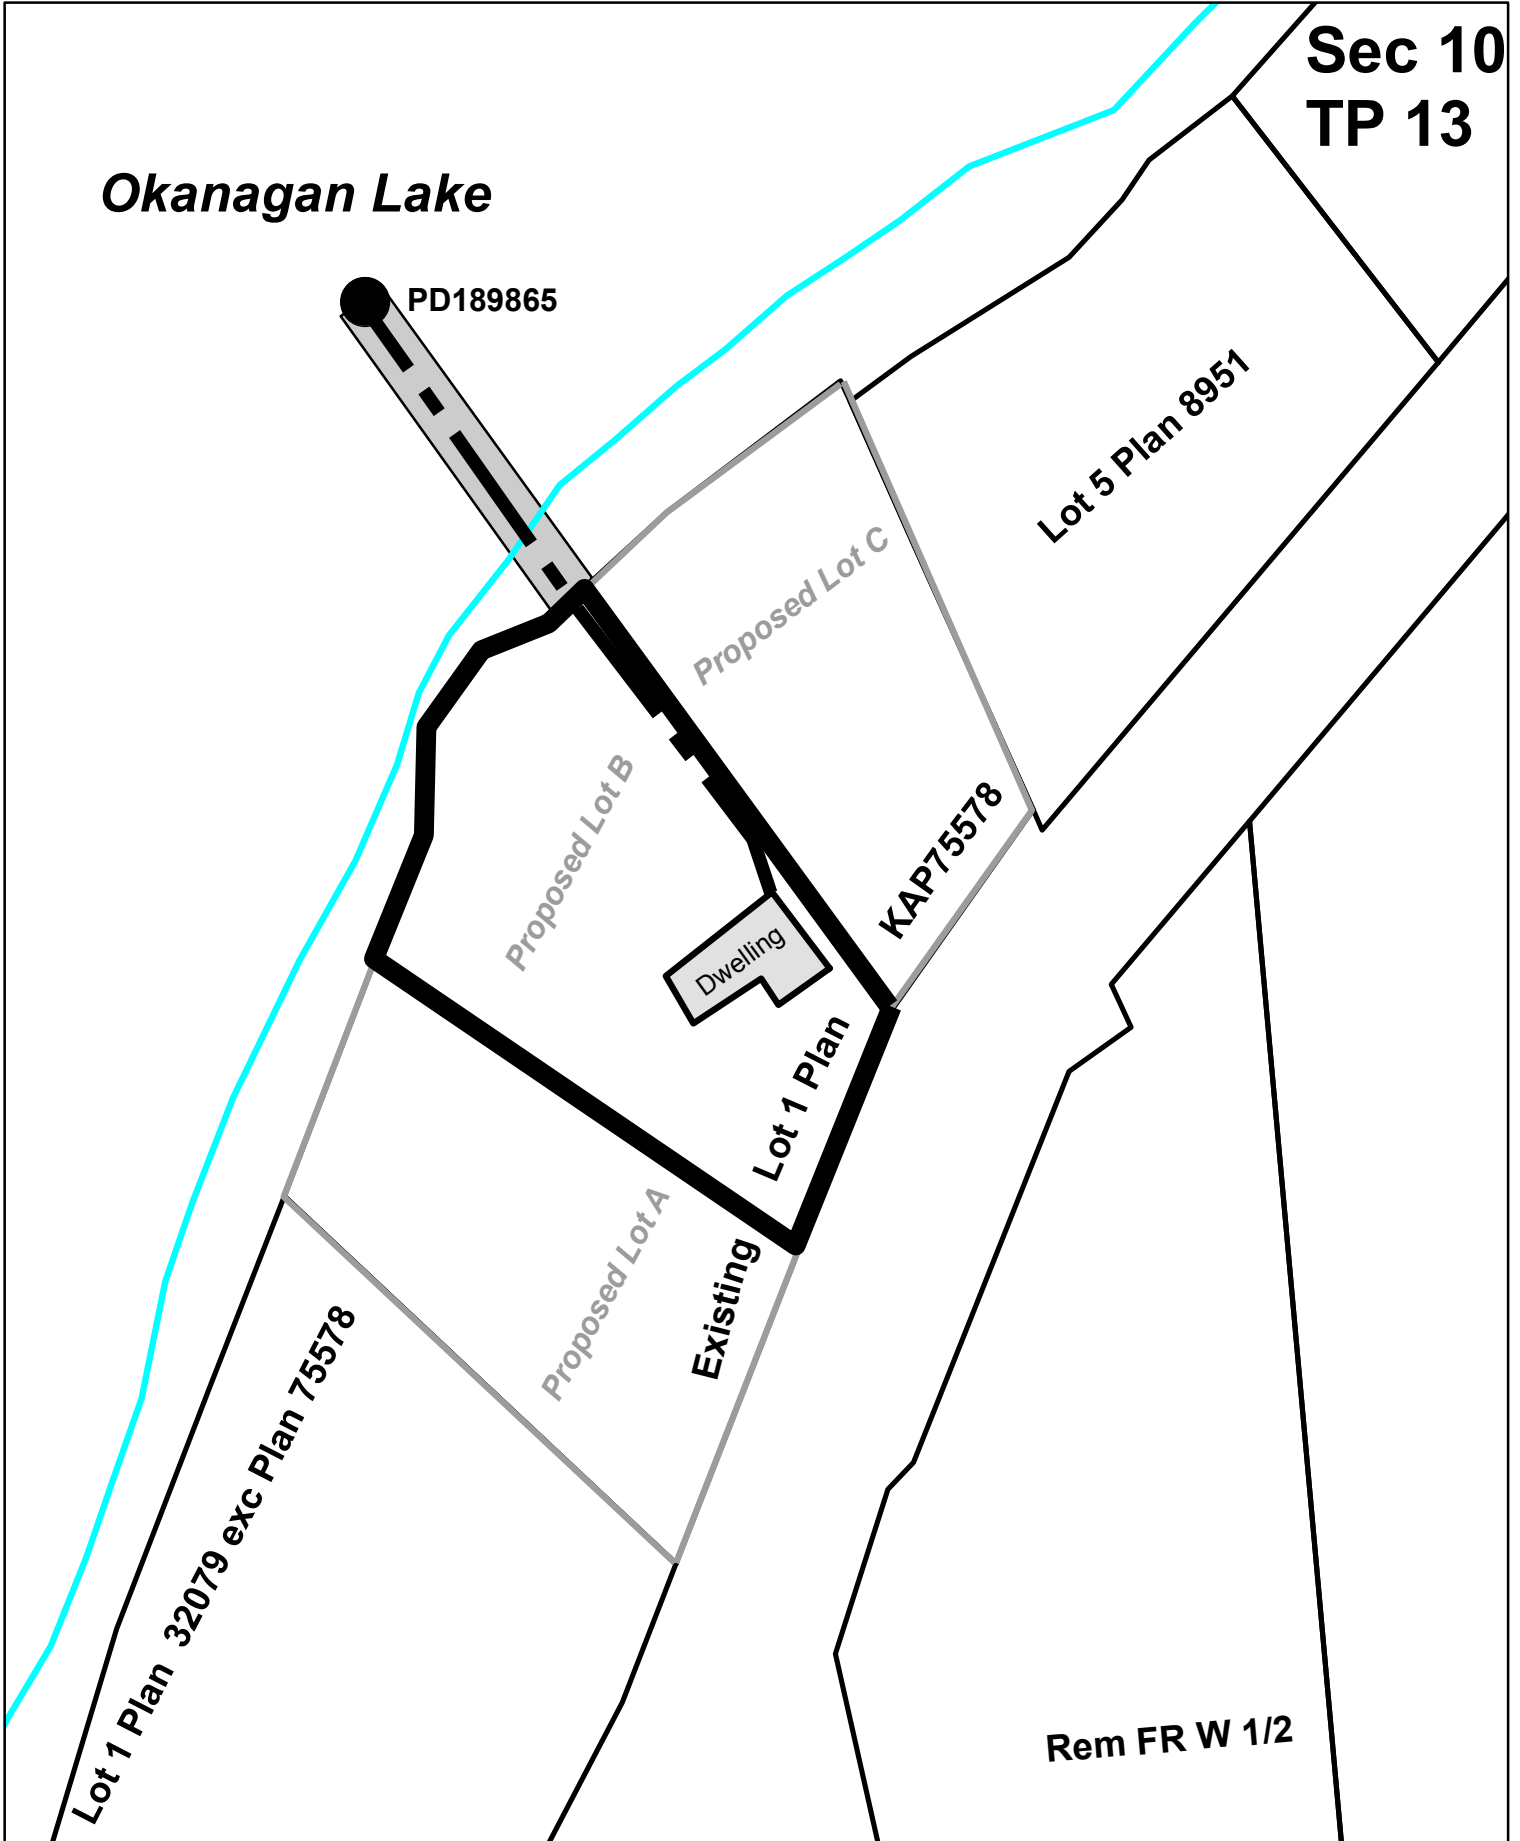 Sec 10
TP 13
Okanagan Lake
PD189865
Lot 5 Plan 8951
Proposed Lot C
Proposed Lot B
KAP75578
Dwelling
Lot 1 Plan
Proposed Lot A
Existing
Lot 1 Plan 32079 exc Plan 75578
Rem FR W 1/2